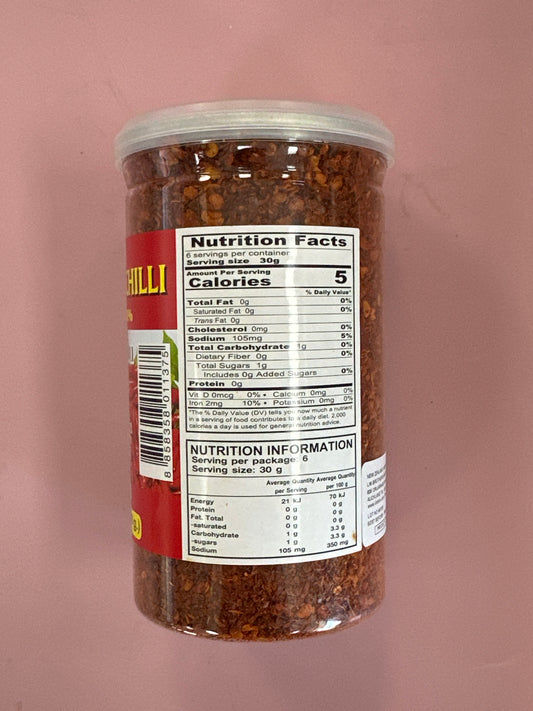 HILLI
8 858358 011375
Nutrition Facts
6 servings per container
Serving size 30g
Amount Per Serving
Calories 5
% Daily Value*
Total Fat 0g 0%
Saturated Fat 0g 0%
Trans Fat 0g
Cholesterol 0mg 0%
Sodium 105mg 5%
Total Carbohydrate 1g 0%
Dietary Fiber 0g 0%
Total Sugars 1g
Includes 0g Added Sugars 0%
Protein 0g
Vit D 0mcg 0% • Calcium 0mg 0%
Iron 2mg 10% • Potassium 0mg 0%
*The % Daily Value (DV) tells you how much a nutrient
in a serving of food contributes to a daily diet. 2,000
calories a day is used for general nutrition advice.
NUTRITION INFORMATION
Serving per package: 6
Serving size: 30 g
Average Quantity Average Quantity
per Serving per 100 g
Energy 21 kJ 70 kJ
Protein 0 g 0 g
Fat. Total 0 g 0 g
-saturated 0 g 3.3 g
Carbohydrate 1 g 3.3 g
-sugars 1 g 350 mg
Sodium 105 mg